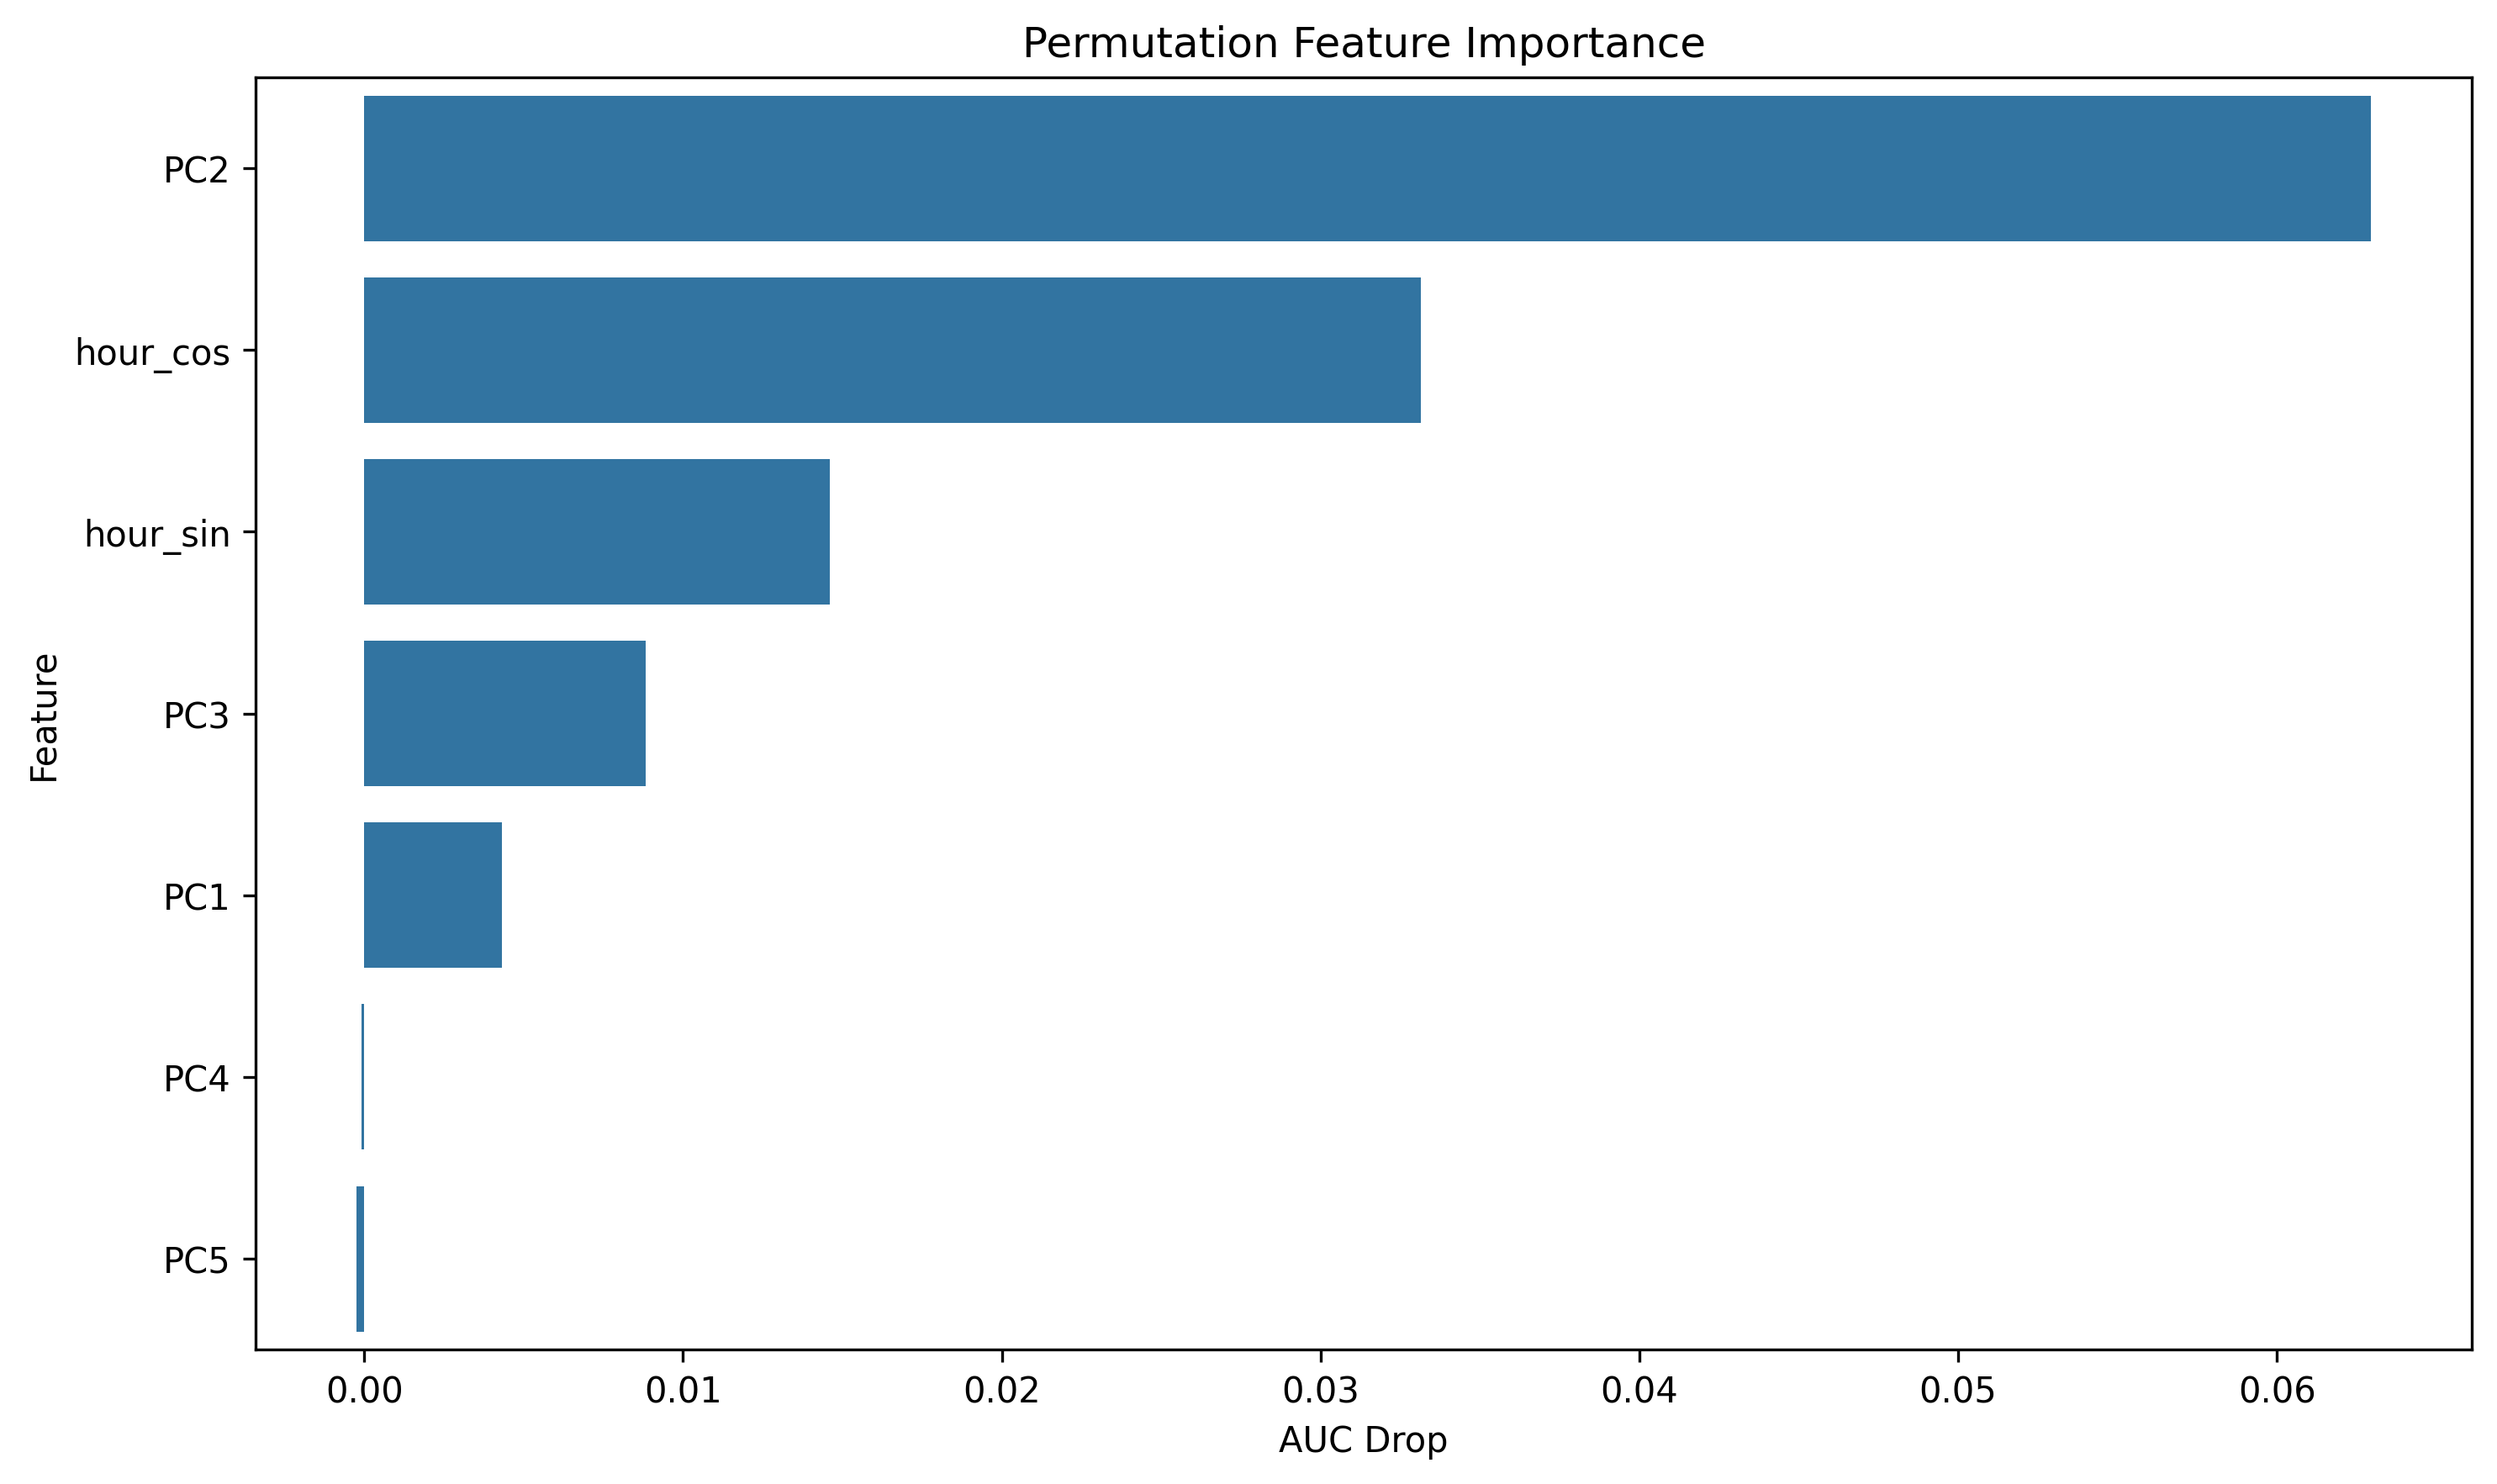 Permutation Feature Importance
Feature
PC2
hour_cos
hour_sin
PC3
PC1
PC4
PC5
0.00 0.01 0.02 0.03 0.04 0.05 0.06
AUC Drop